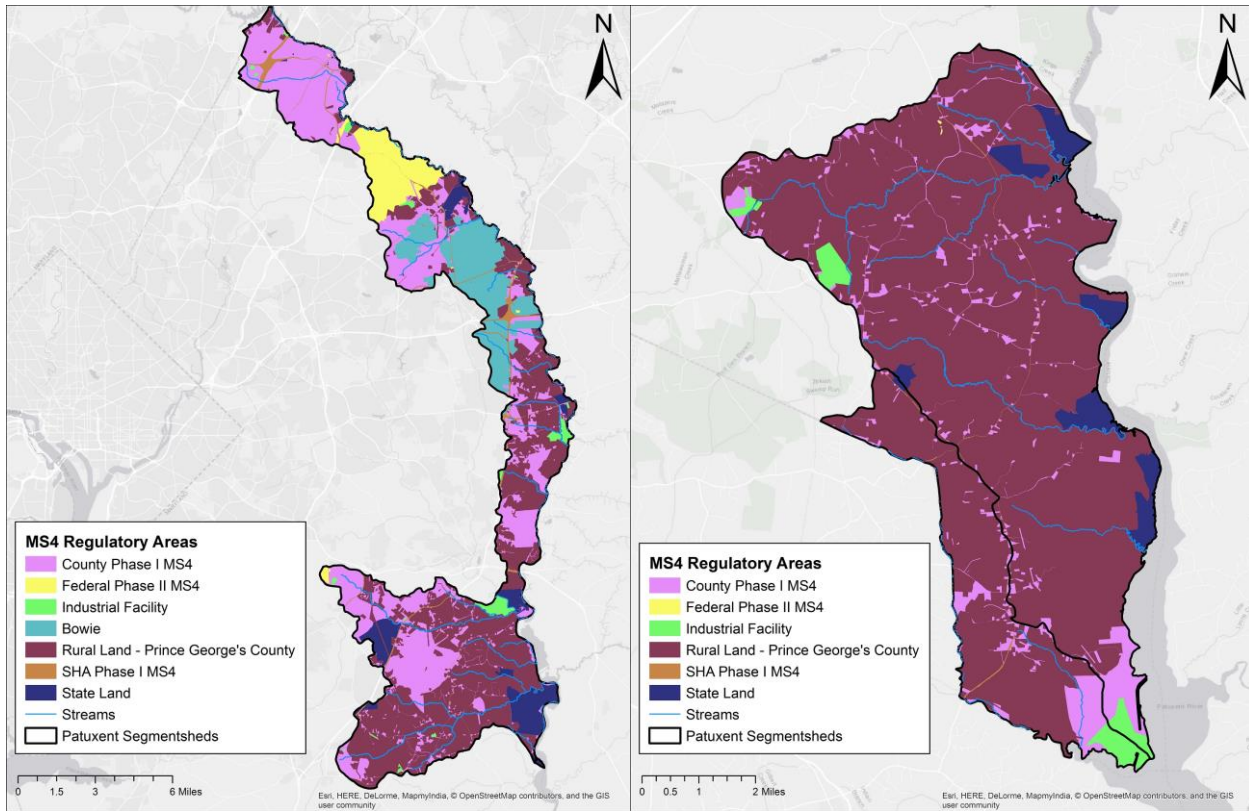 N
MS4 Regulatory Areas
County Phase I MS4
Federal Phase II MS4
Industrial Facility
Bowie
Rural Land - Prince George's County
SHA Phase I MS4
State Land
Streams
Patuxent Segmentsheds
0 1.5 3 6 Miles
Esri, HERE, DeLorme, MapmyIndia, © OpenStreetMap contributors, and the GIS
user community
N
MS4 Regulatory Areas
County Phase I MS4
Federal Phase II MS4
Industrial Facility
Rural Land - Prince George's County
SHA Phase I MS4
State Land
Streams
Patuxent Segmentsheds
0 0.5 1 2 Miles
Esri, HERE, DeLorme, MapmyIndia, © OpenStreetMap contributors, and the GIS
user community